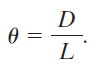 θ = D/L.